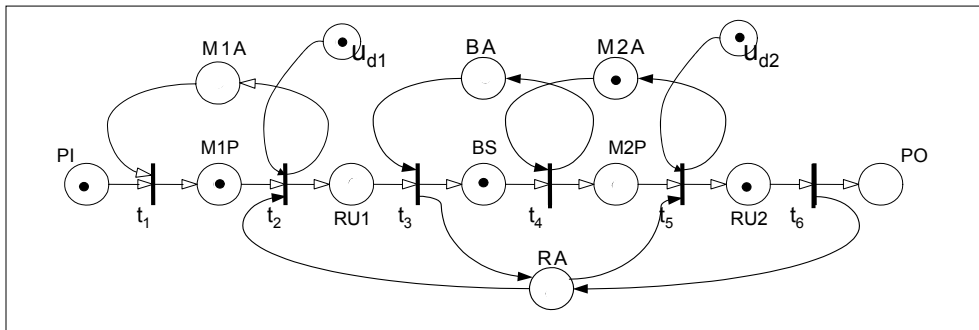 M1A
u_d1
BA
M2A
u_d2
PI
M1P
BS
M2P
PO
t_1
t_2
RU1
t_3
t_4
t_5
RU2
t_6
RA